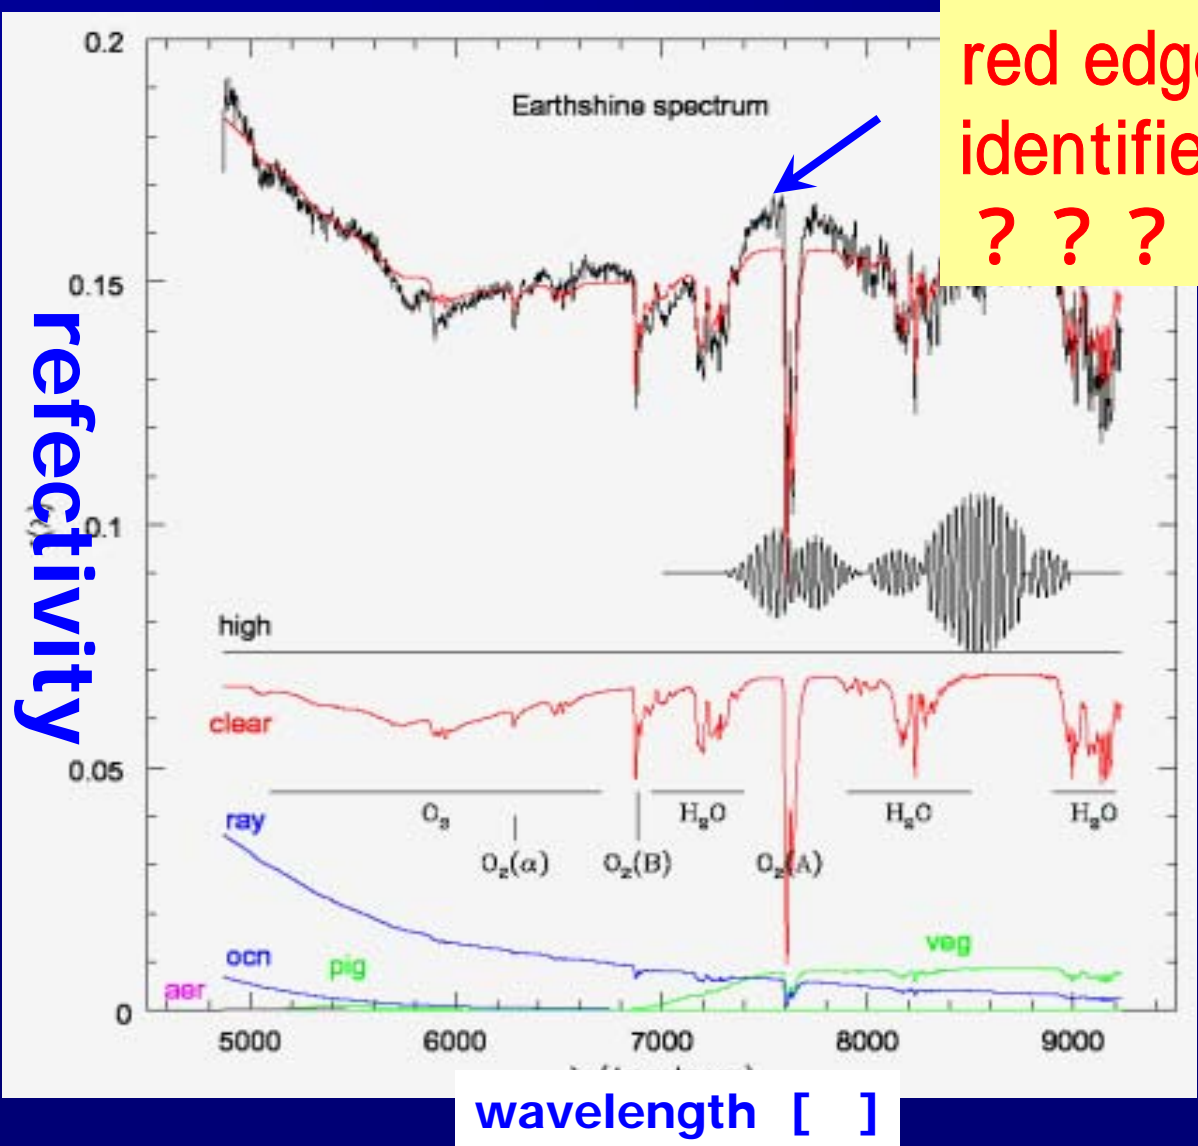 red edge
identifie
? ? ?
0.2
Earthshine spectrum
0.15
refectivity
0.1
high
clear
0.05
O₃
H₂O
H₂O
H₂O
ray
O₂(α)
O₂(B)
O₂(A)
veg
ocn
pig
aer
0
5000
6000
7000
8000
9000
wavelength [ ]